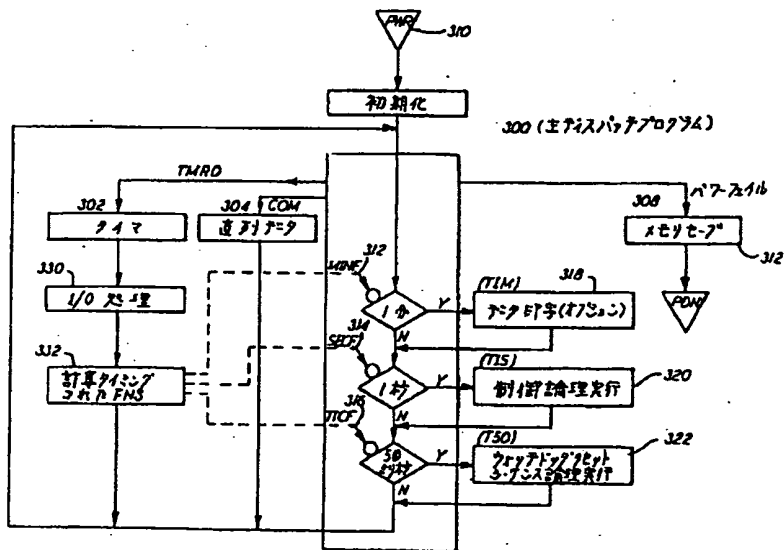 PWR
310
初期化
300 (主ディスパッチプログラム)
TMRO
パワーフェイル
302
タイマ
304
COM
直列データ
308
メモリセーブ
312
330
I/O 処理
312
MINF
(T1M)
318
PDN
1分
Y
データ印字(オプション)
N
332
計算タイミング
されたFNS
314
SECF
(T1S)
1秒
Y
制御論理実行
320
N
316
TICF
(T50)
50
ミリ秒
Y
ウォッチドッグリセット
シーケンス論理実行
322
N